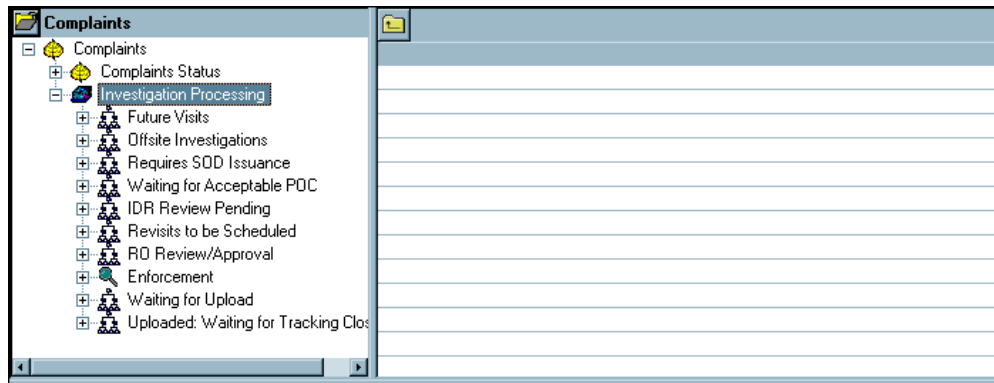 Complaints
Complaints
Complaints Status
Investigation Processing
Future Visits
Offsite Investigations
Requires SOD Issuance
Waiting for Acceptable POC
IDR Review Pending
Revisits to be Scheduled
RO Review/Approval
Enforcement
Waiting for Upload
Uploaded: Waiting for Tracking Clos